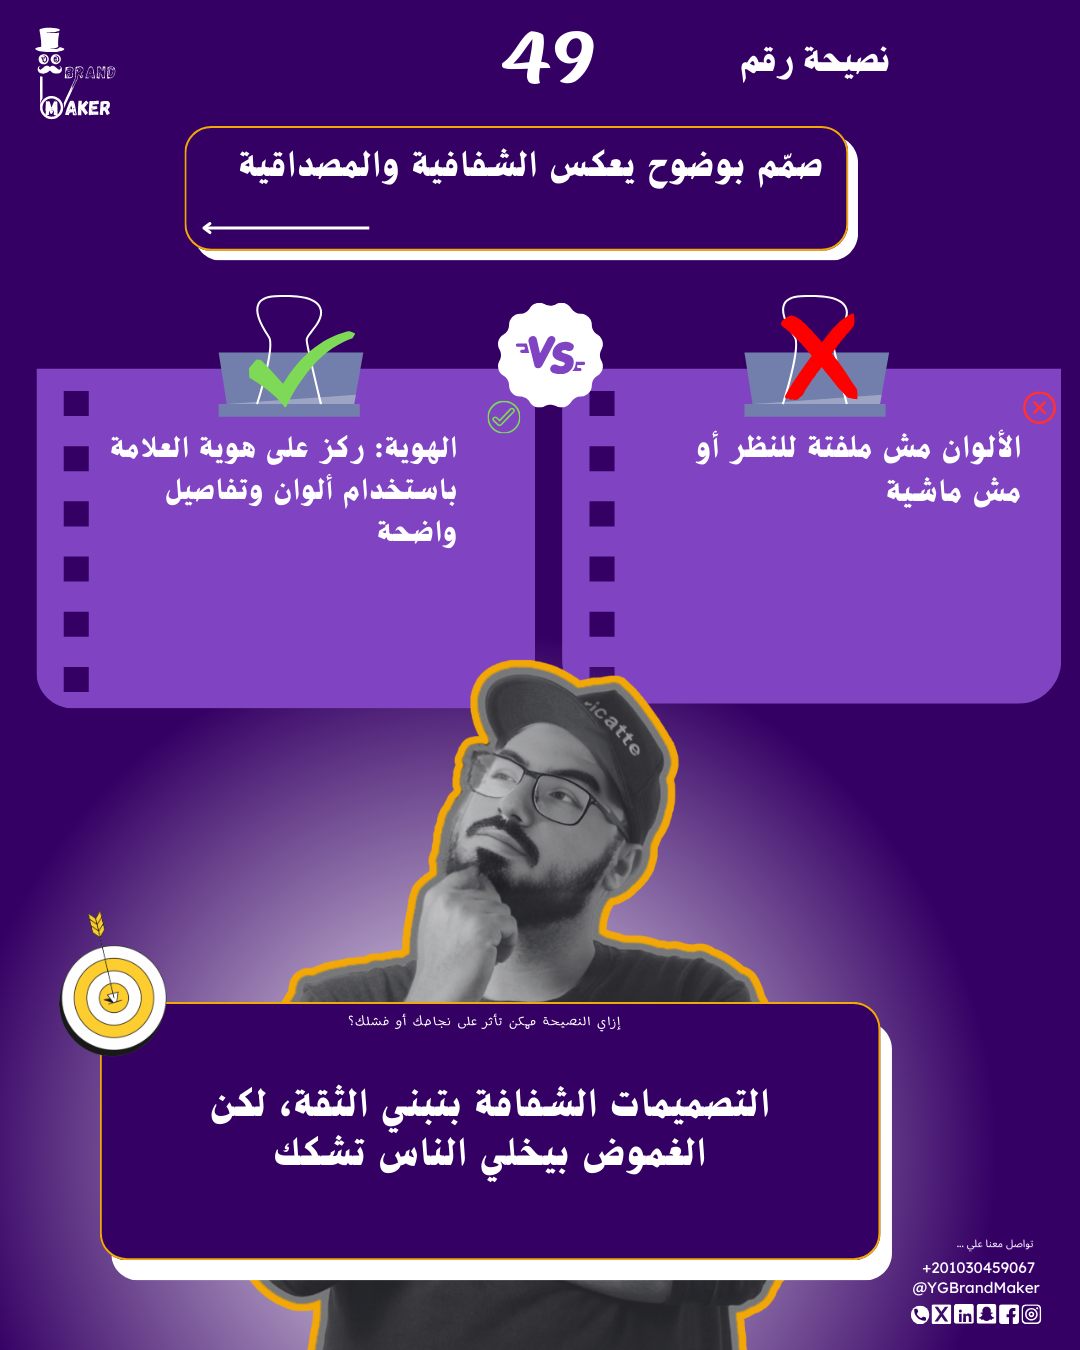 BRAND
MAKER
نصيحة رقم 49
صمّم بوضوح يعكس الشفافية والمصداقية
VS
الألوان مش ملفتة للنظر أو
مش ماشية
الهوية: ركز على هوية العلامة
باستخدام ألوان وتفاصيل
واضحة
icatte
إزاي النصيحة ممكن تأثر على نجاحك أو فشلك؟
التصميمات الشفافة بتبني الثقة، لكن
الغموض بيخلي الناس تشكك
تواصل معنا علي ...
+201030459067
@YGBrandMaker